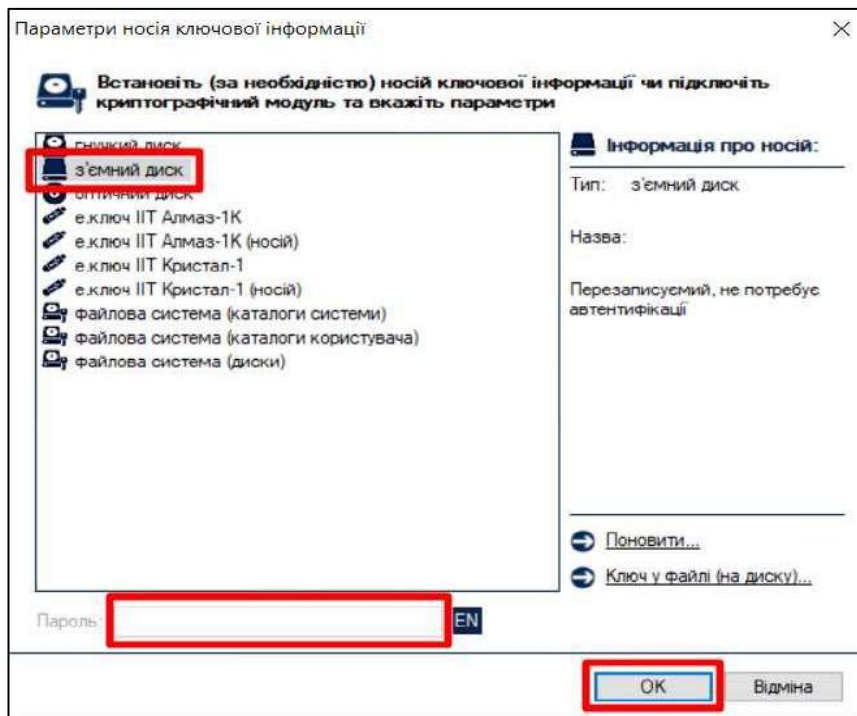 Параметри носія ключової інформації
Встановіть (за необхідністю) носій ключової інформації чи підключіть
криптографічний модуль та вкажіть параметри
гнучкий диск
з'ємний диск
оптичний диск
е.ключ ІІТ Алмаз-1К
е.ключ ІІТ Алмаз-1К (носій)
е.ключ ІІТ Кристал-1
е.ключ ІІТ Кристал-1 (носій)
файлова система (каталоги системи)
файлова система (каталоги користувача)
файлова система (диски)
Інформація про носій:
Тип: з'ємний диск
Назва:
Перезаписуемий, не потребує
автентифікації
Поновити...
Ключ у файлі (на диску)...
Пароль:
EN
OK
Відміна